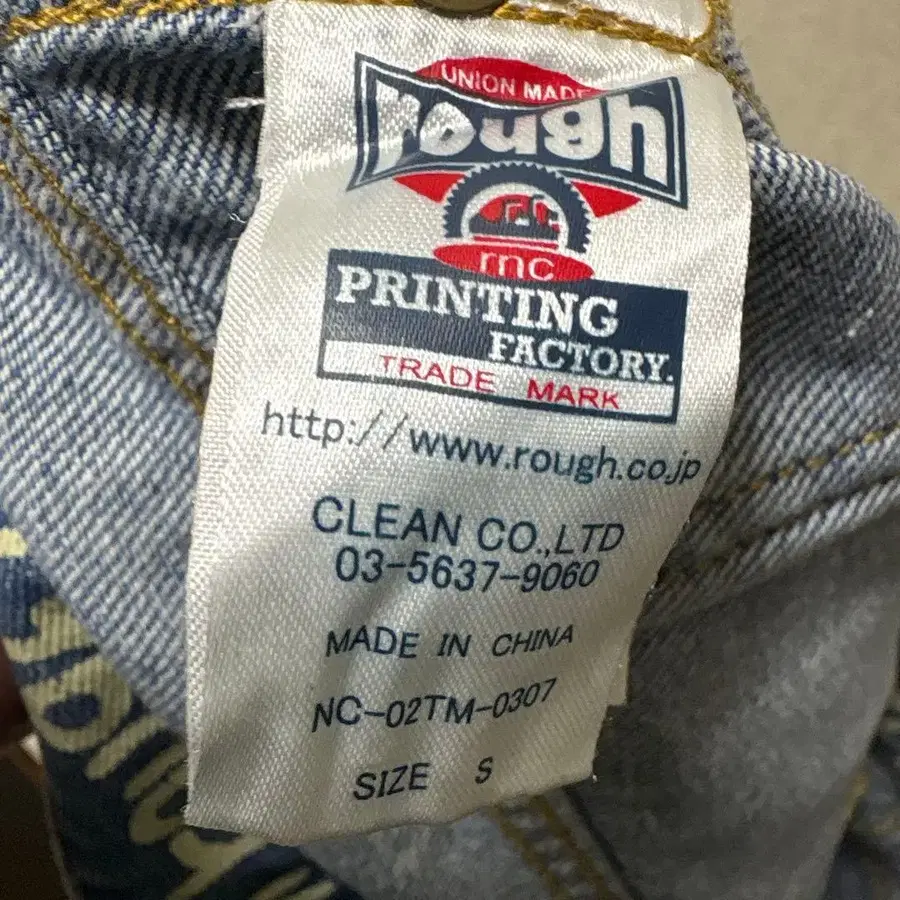 UNION MADE
rough
rnc
PRINTING
FACTORY.
TRADE MARK
http://www.rough.co.jp
CLEAN CO.,LTD
03-5637-9060
MADE IN CHINA
NC-02TM-0307
SIZE S